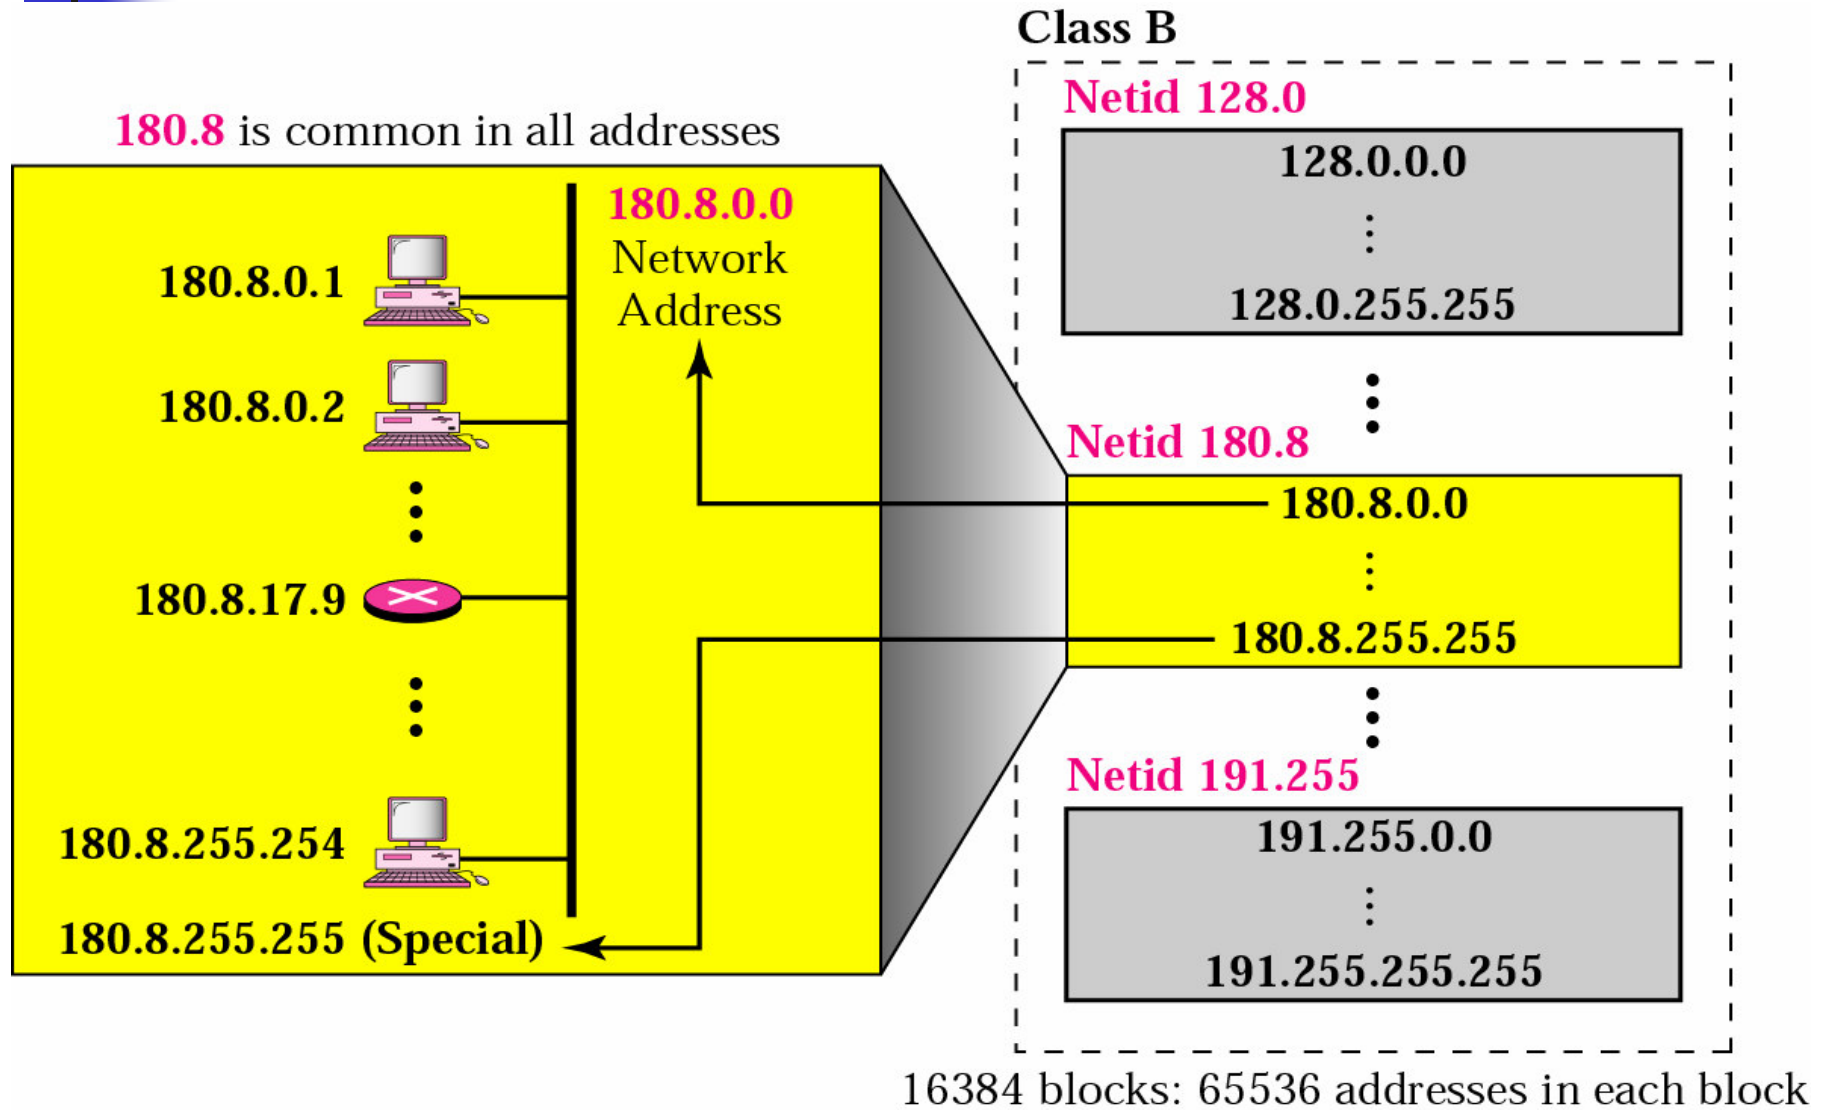 Class B
180.8 is common in all addresses
180.8.0.0
Network
Address
180.8.0.1
180.8.0.2
180.8.17.9
180.8.255.254
180.8.255.255 (Special)
Netid 128.0
128.0.0.0
128.0.255.255
Netid 180.8
180.8.0.0
180.8.255.255
Netid 191.255
191.255.0.0
191.255.255.255
16384 blocks: 65536 addresses in each block